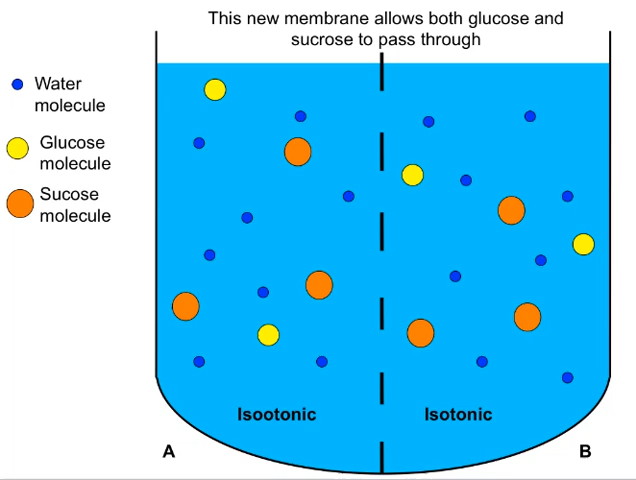 This new membrane allows both glucose and
sucrose to pass through
Water
molecule
Glucose
molecule
Sucose
molecule
Isootonic
Isotonic
A
B